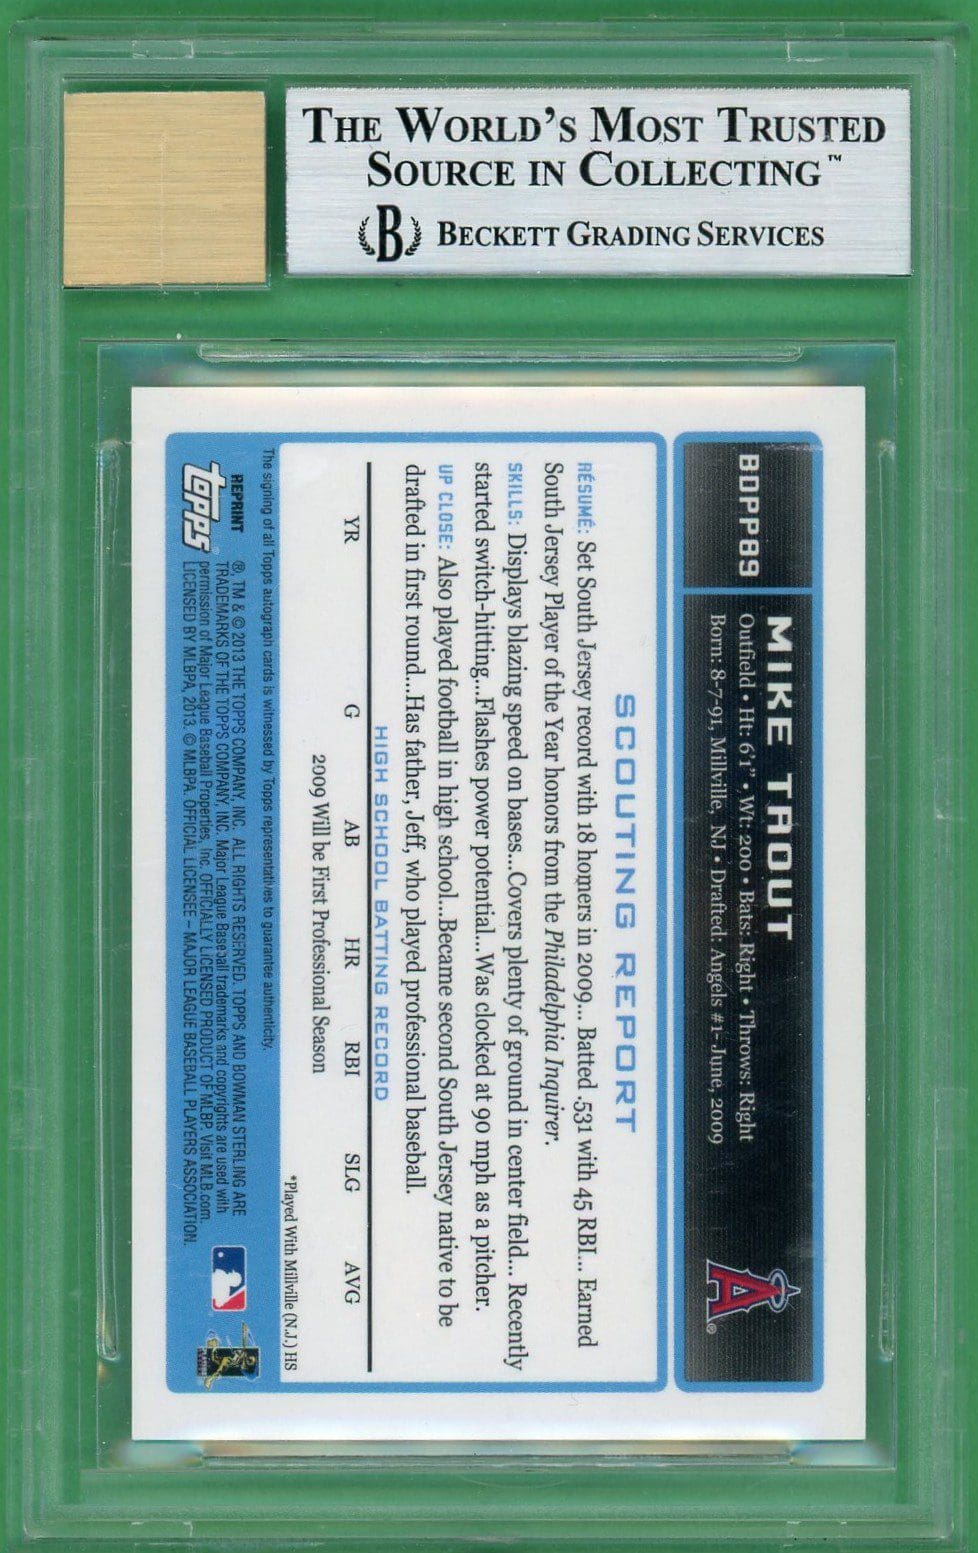 THE WORLD'S MOST TRUSTED
SOURCE IN COLLECTING™
B BECKETT GRADING SERVICES
BDPP89
MIKE TROUT
Outfield • Ht: 6'1" • Wt: 200 • Bats: Right • Throws: Right
Born: 8-7-91, Millville, NJ • Drafted: Angels #1- June, 2009
A®
SCOUTING REPORT
RÉSUMÉ: Set South Jersey record with 18 homers in 2009... Batted .531 with 45 RBI... Earned
South Jersey Player of the Year honors from the Philadelphia Inquirer.
SKILLS: Displays blazing speed on bases...Covers plenty of ground in center field... Recently
started switch-hitting...Flashes power potential...Was clocked at 90 mph as a pitcher.
UP CLOSE: Also played football in high school...Became second South Jersey native to be
drafted in first round...Has father, Jeff, who played professional baseball.
HIGH SCHOOL BATTING RECORD
YR G AB HR RBI SLG AVG
2009 Will be First Professional Season
*Played With Millville (N.J.) HS
The signing of all Topps autograph cards is witnessed by Topps representatives to guarantee authenticity.
REPRINT
topps®
®, TM & © 2013 THE TOPPS COMPANY, INC. ALL RIGHTS RESERVED. TOPPS AND BOWMAN STERLING ARE
TRADEMARKS OF THE TOPPS COMPANY, INC. Major League Baseball trademarks and copyrights are used with
permission of Major League Baseball Properties, Inc. OFFICIALLY LICENSED PRODUCT OF MLBP. Visit MLB.com.
LICENSED BY MLBPA, 2013. © MLBPA. OFFICIAL LICENSEE – MAJOR LEAGUE BASEBALL PLAYERS ASSOCIATION.